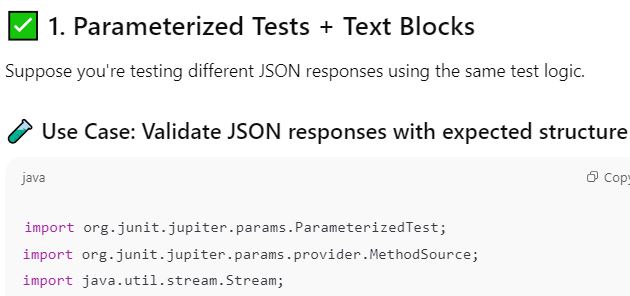 ✅ 1. Parameterized Tests + Text Blocks
Suppose you're testing different JSON responses using the same test logic.
🧪 Use Case: Validate JSON responses with expected structure
java
Copy
import org.junit.jupiter.params.ParameterizedTest;
import org.junit.jupiter.params.provider.MethodSource;
import java.util.stream.Stream;